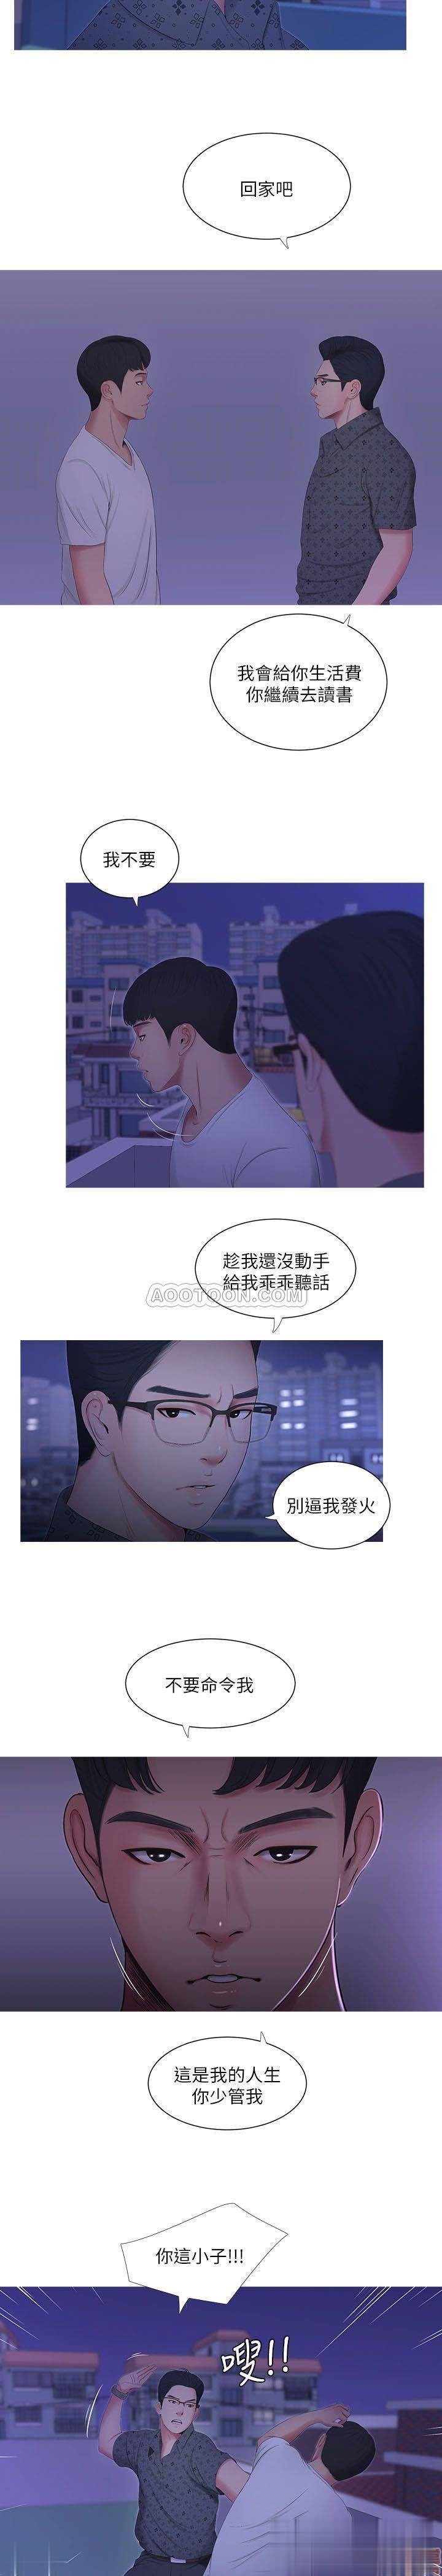 回家吧
我會給你生活費
你繼續去讀書
我不要
趁我還沒動手
給我乖乖聽話
AOOTOON.COM
別逼我發火
不要命令我
這是我的人生
你少管我
你這小子!!!
嗖!!